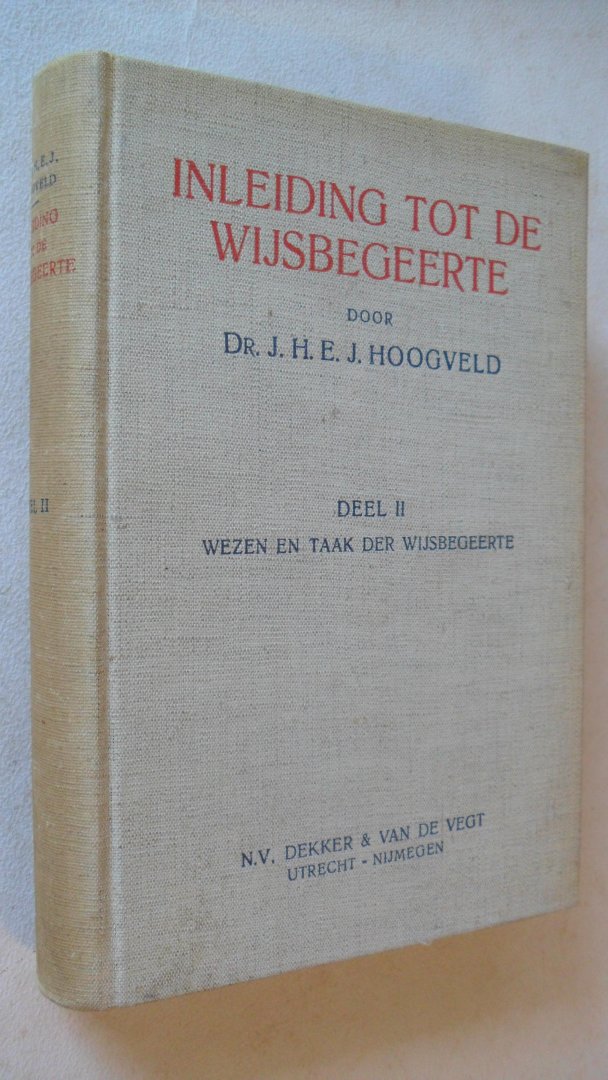 INLEIDING TOT DE
WIJSBEGEERTE
DOOR
DR. J. H. E. J. HOOGVELD
DEEL II
WEZEN EN TAAK DER WIJSBEGEERTE
N.V. DEKKER & VAN DE VEGT
UTRECHT - NIJMEGEN
E.J.
DE
II